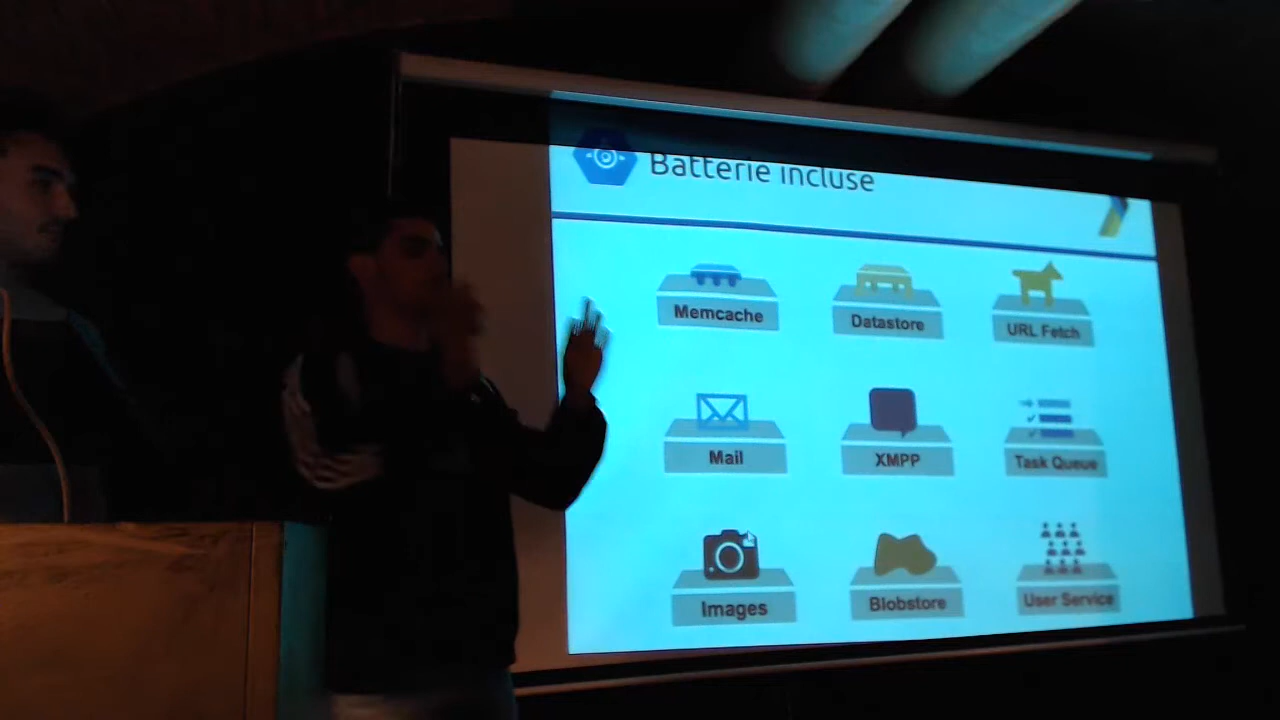 Batterie incluse
Memcache
Datastore
URL Fetch
Mail
XMPP
Task Queue
Images
Blobstore
User Service